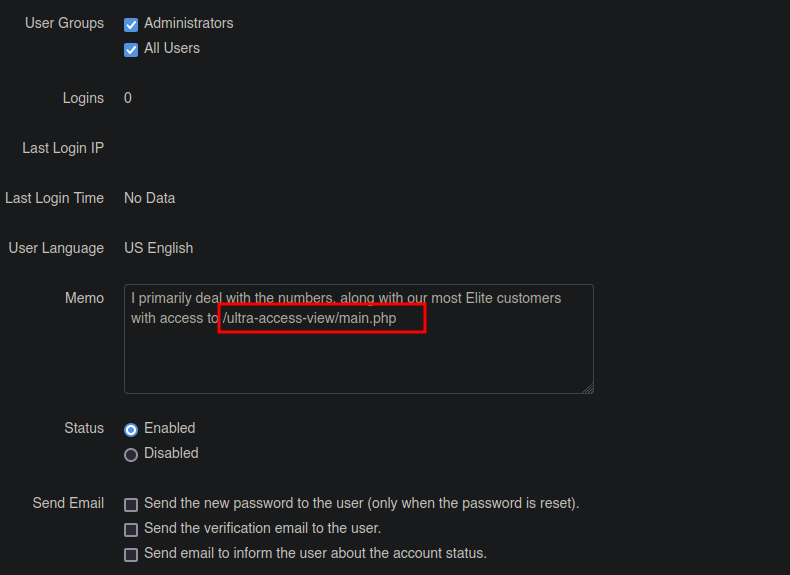 User Groups Administrators
All Users
Logins 0
Last Login IP
Last Login Time No Data
User Language US English
Memo I primarily deal with the numbers, along with our most Elite customers
with access to /ultra-access-view/main.php
Status Enabled
Disabled
Send Email Send the new password to the user (only when the password is reset).
Send the verification email to the user.
Send email to inform the user about the account status.